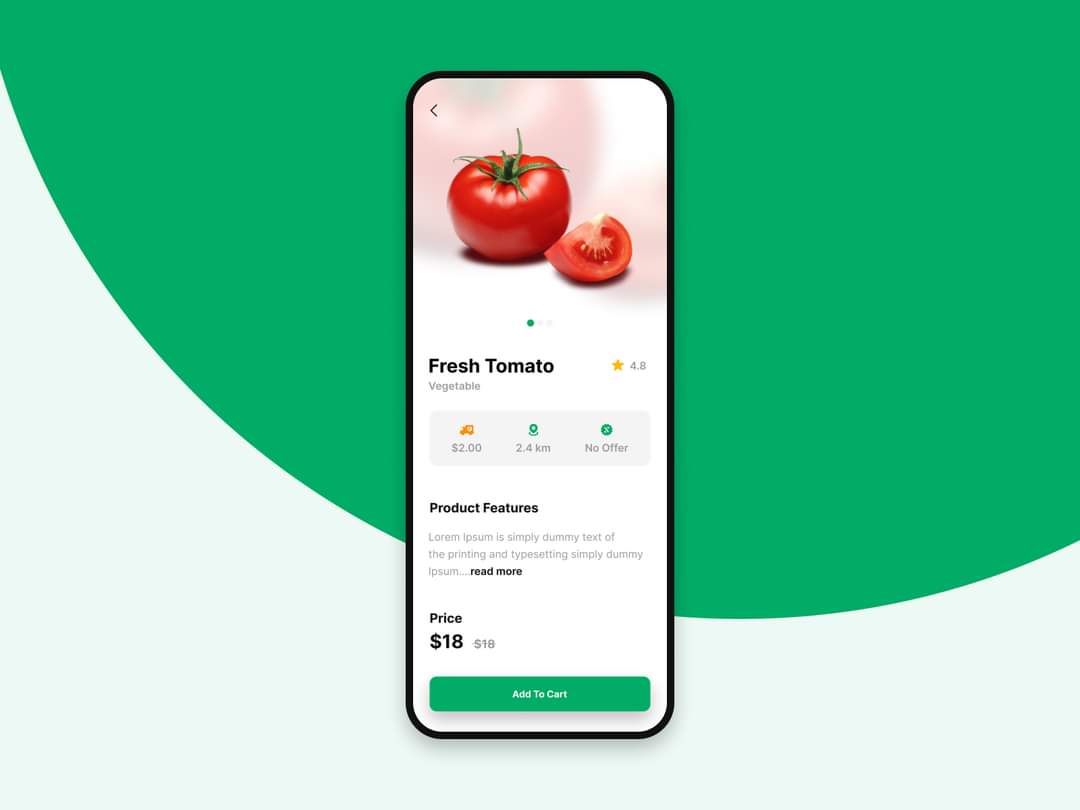 Fresh Tomato
4.8
Vegetable
$2.00
2.4 km
No Offer
Product Features
Lorem Ipsum is simply dummy text of
the printing and typesetting simply dummy
Ipsum....read more
Price
$18 $18
Add To Cart